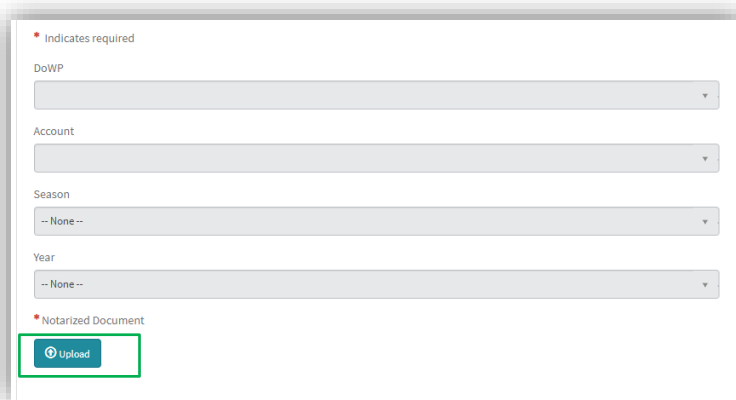 * Indicates required
DoWP
Account
Season
-- None --
Year
-- None --
* Notarized Document
Upload